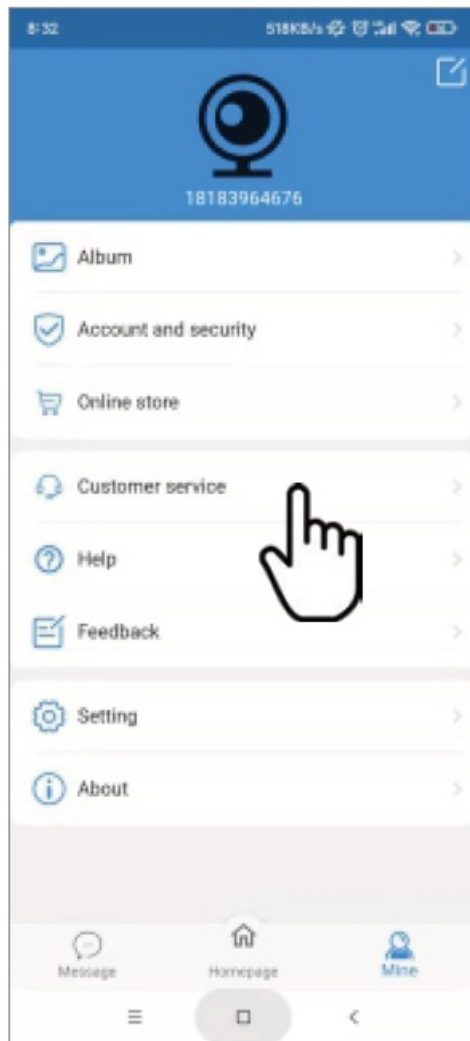 8:32 518KB/s
18183964676
Album
Account and security
Online store
Customer service
Help
Feedback
Setting
About
Message Homepage Mine